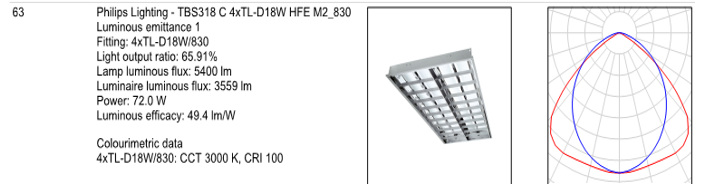 63 Philips Lighting - TBS318 C 4xTL-D18W HFE M2_830
Luminous emittance 1
Fitting: 4xTL-D18W/830
Light output ratio: 65.91%
Lamp luminous flux: 5400 lm
Luminaire luminous flux: 3559 lm
Power: 72.0 W
Luminous efficacy: 49.4 lm/W
Colourimetric data
4xTL-D18W/830: CCT 3000 K, CRI 100